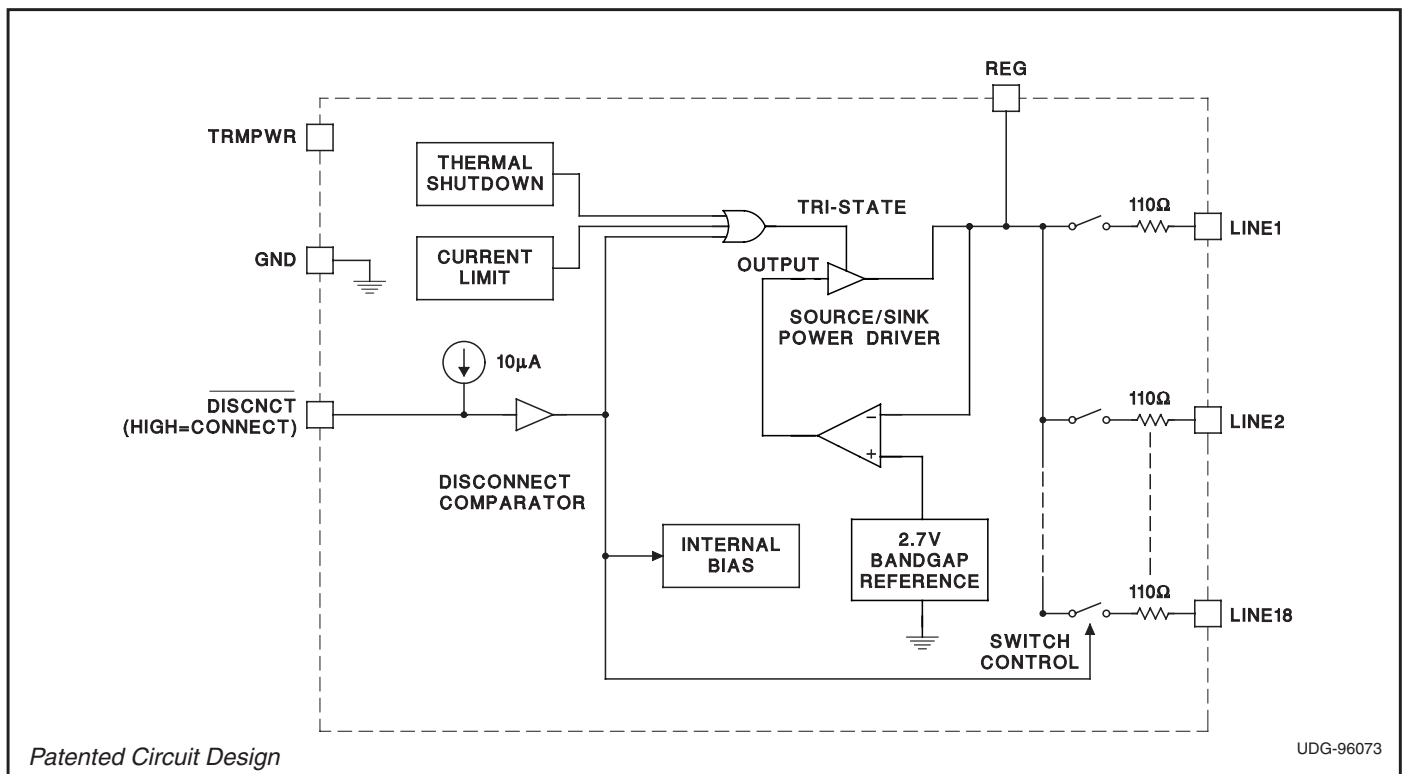 REG
TRMPWR
THERMAL
SHUTDOWN
TRI-STATE
110Ω
LINE1
GND
CURRENT
LIMIT
OUTPUT
SOURCE/SINK
POWER DRIVER
10µA
DISCNCT
(HIGH=CONNECT)
−
+
110Ω
LINE2
DISCONNECT
COMPARATOR
INTERNAL
BIAS
2.7V
BANDGAP
REFERENCE
110Ω
LINE18
SWITCH
CONTROL
Patented Circuit Design
UDG-96073